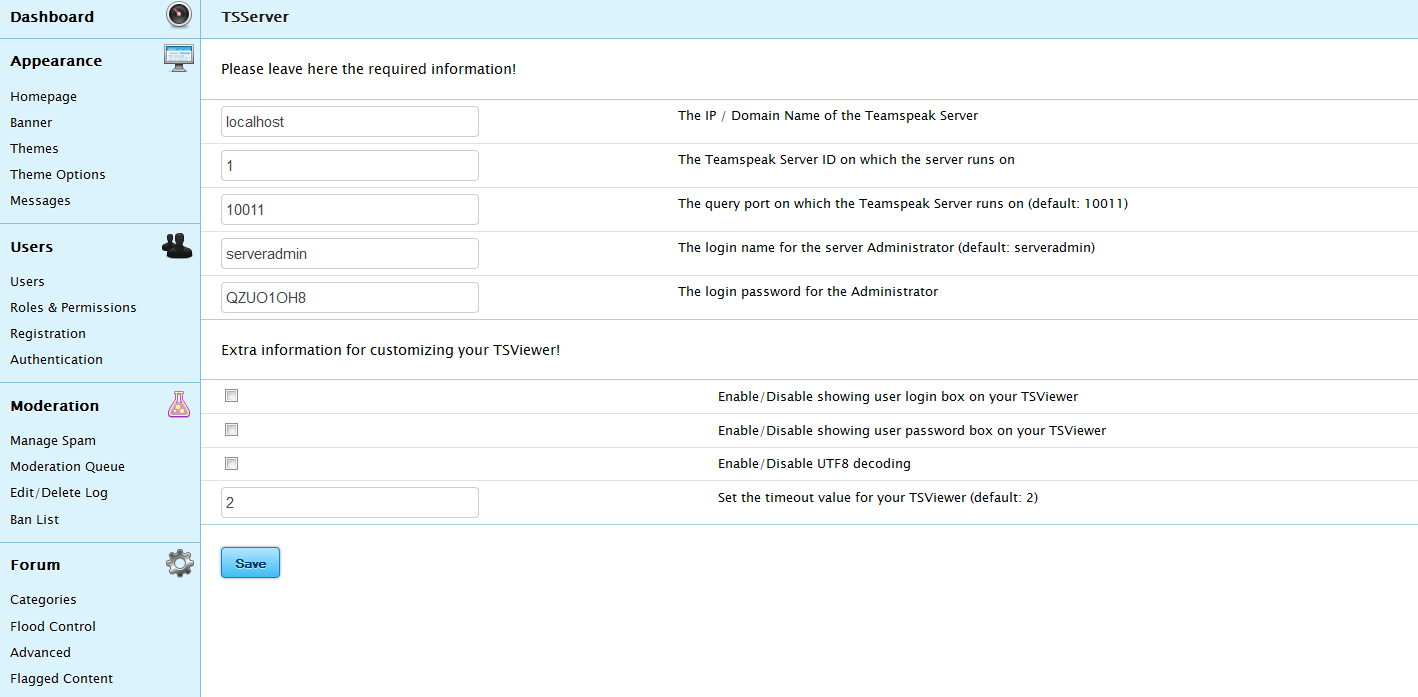 Dashboard
Appearance
Homepage
Banner
Themes
Theme Options
Messages
Users
Users
Roles & Permissions
Registration
Authentication
Moderation
Manage Spam
Moderation Queue
Edit/Delete Log
Ban List
Forum
Categories
Flood Control
Advanced
Flagged Content
TSServer
Please leave here the required information!
localhost The IP / Domain Name of the Teamspeak Server
1 The Teamspeak Server ID on which the server runs on
10011 The query port on which the Teamspeak Server runs on (default: 10011)
serveradmin The login name for the server Administrator (default: serveradmin)
QZUO1OH8 The login password for the Administrator
Extra information for customizing your TSViewer!
Enable/Disable showing user login box on your TSViewer
Enable/Disable showing user password box on your TSViewer
Enable/Disable UTF8 decoding
2 Set the timeout value for your TSViewer (default: 2)
Save